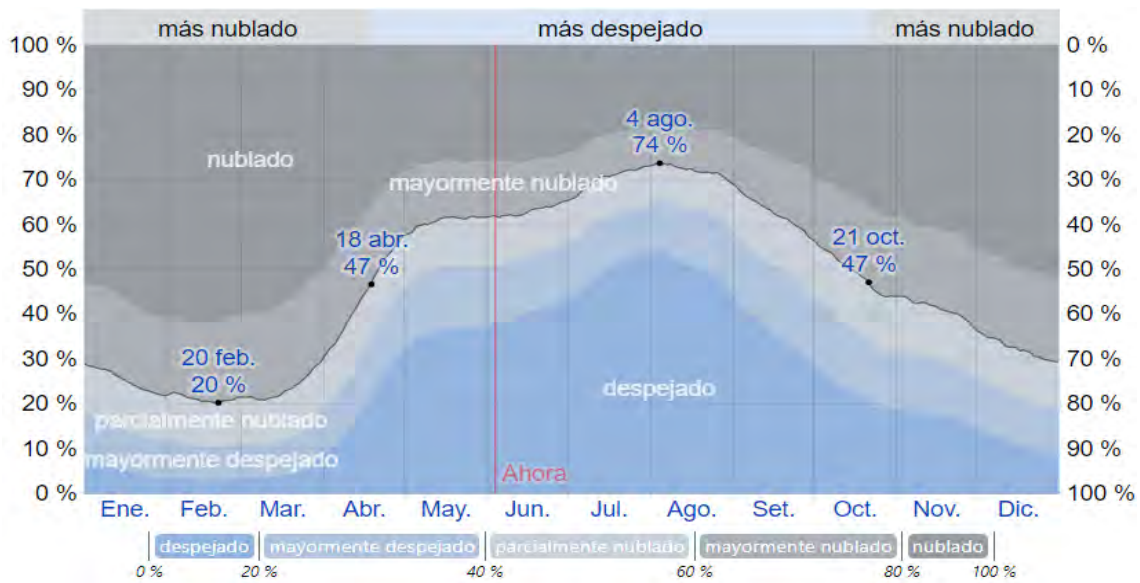 más nublado más despejado más nublado
100 % 0 %
90 % 10 %
80 % 20 %
4 ago.
74 %
nublado
70 % 30 %
mayormente nublado
60 % 40 %
18 abr.
47 %
21 oct.
47 %
50 % 50 %
40 % 60 %
30 % 70 %
20 feb.
20 %
despejado
20 % 80 %
parcialmente nublado
10 % 90 %
mayormente despejado
Ahora
0 % 100 %
Ene. Feb. Mar. Abr. May. Jun. Jul. Ago. Set. Oct. Nov. Dic.
despejado mayormente despejado parcialmente nublado mayormente nublado nublado
0 % 20 % 40 % 60 % 80 % 100 %